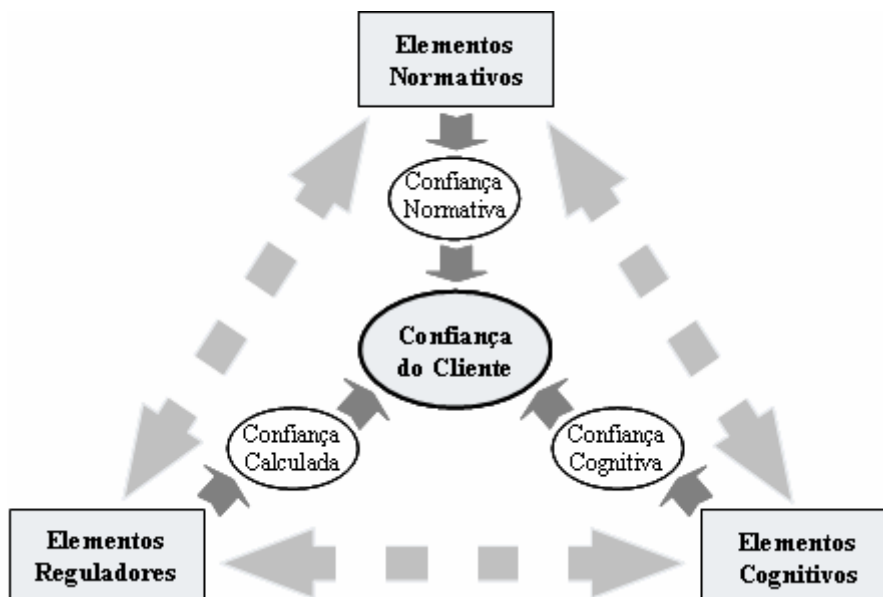 Elementos
Normativos
Confiança
Normativa
Confiança
do Cliente
Confiança
Calculada
Confiança
Cognitiva
Elementos
Reguladores
Elementos
Cognitivos